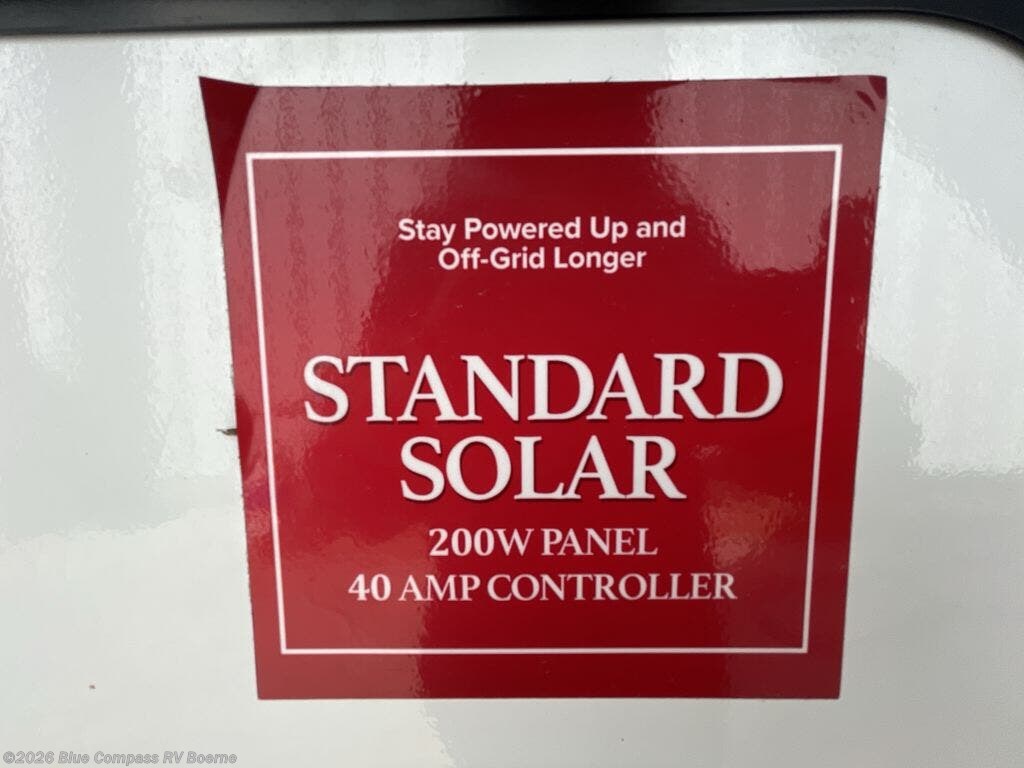 Stay Powered Up and
Off-Grid Longer
STANDARD
SOLAR
200W PANEL
40 AMP CONTROLLER
©2026 Blue Compass RV Boerne